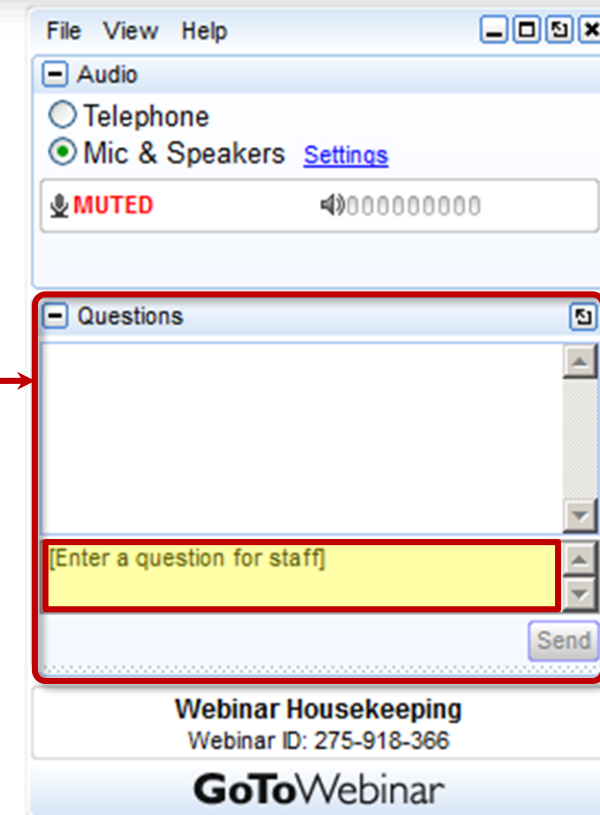 File View Help
Audio
Telephone
Mic & Speakers Settings
MUTED 000000000
Questions
[Enter a question for staff]
Send
Webinar Housekeeping
Webinar ID: 275-918-366
GoToWebinar